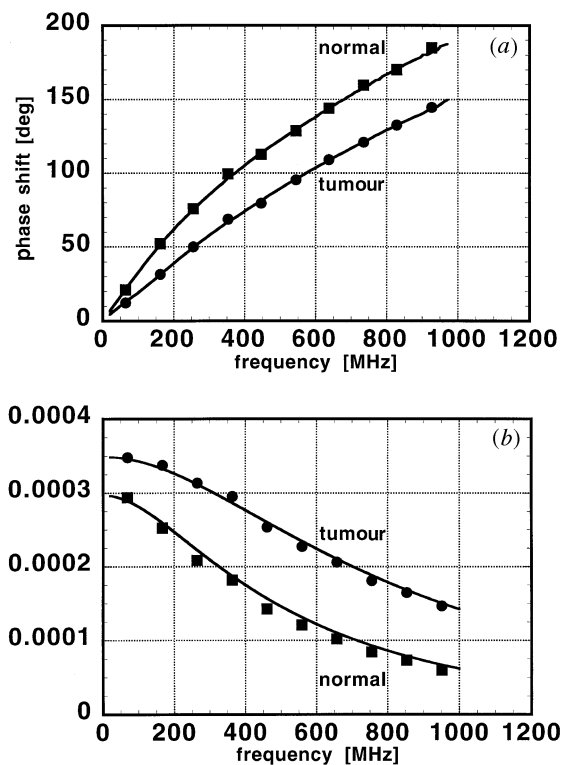 200
normal
(a)
150
phase shift [deg]
100
tumour
50
0
0 200 400 600 800 1000 1200
frequency [MHz]
0.0004
(b)
0.0003
tumour
0.0002
0.0001
normal
0
0 200 400 600 800 1000 1200
frequency [MHz]